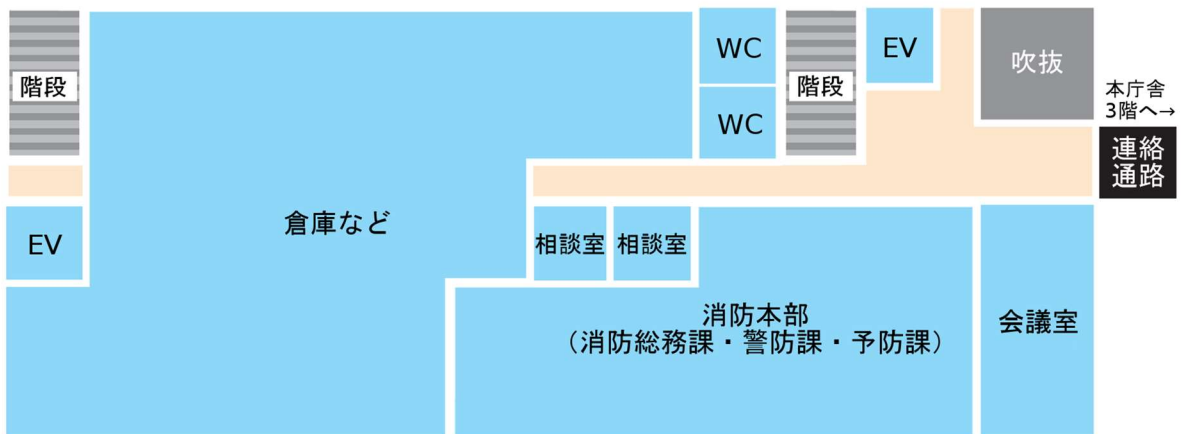 階段
WC
WC
階段
EV
吹抜
本庁舎
3階へ→
連絡
通路
EV
倉庫など
相談室
相談室
消防本部
（消防総務課・警防課・予防課）
会議室